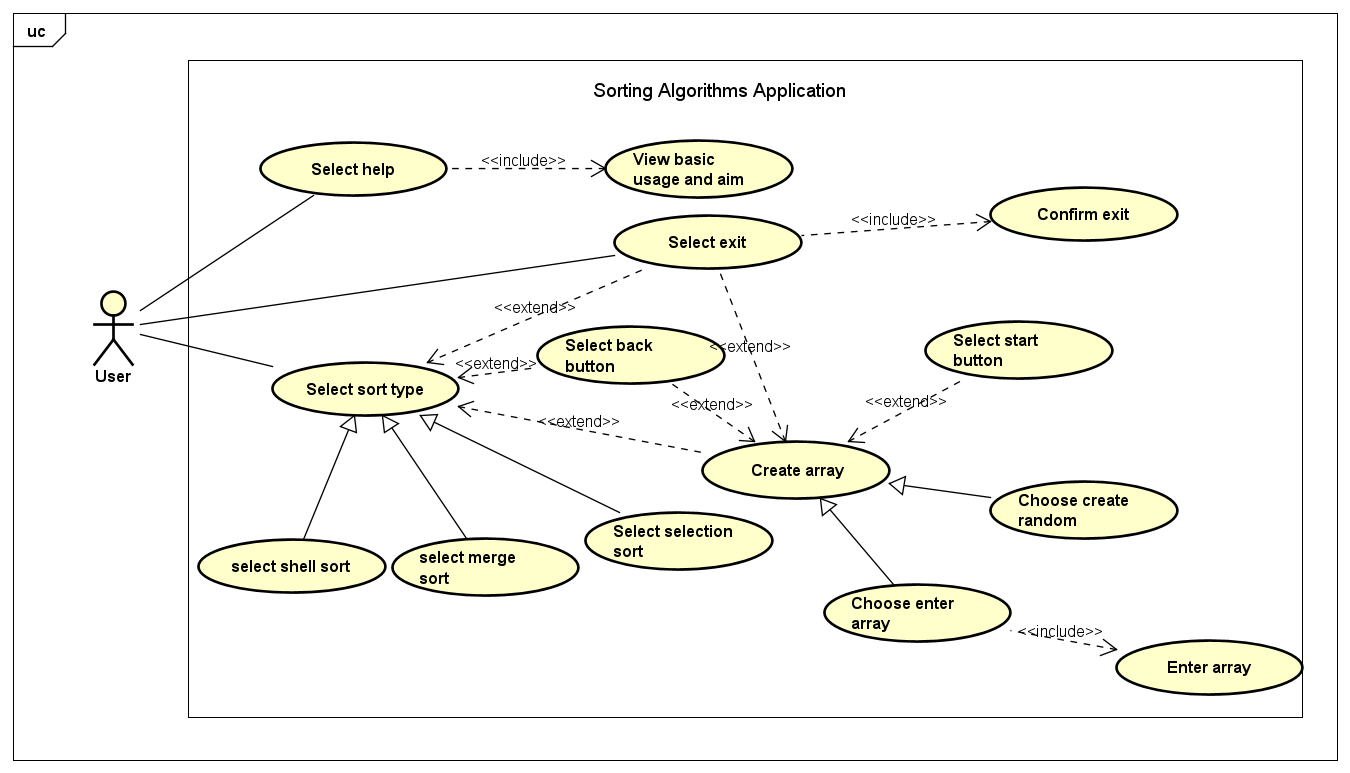 uc
Sorting Algorithms Application
Select help
<<include>>
View basic
usage and aim
Select exit
<<include>>
Confirm exit
<<extend>>
<<extend>>
User
Select sort type
<<extend>>
Select back
button
<<extend>>
Select start
button
<<extend>>
<<extend>>
Create array
select shell sort
select merge
sort
Select selection
sort
Choose create
random
Choose enter
array
<<include>>
Enter array